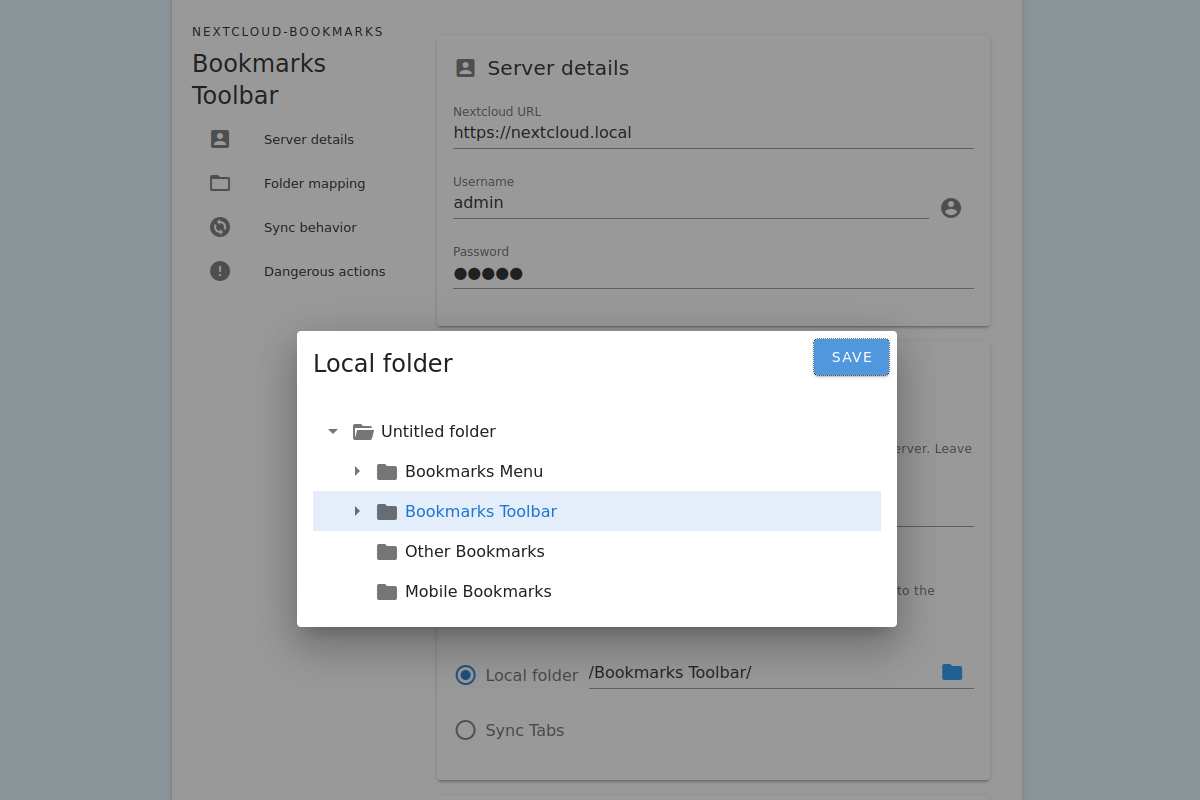 NEXTCLOUD-BOOKMARKS
Bookmarks
Toolbar
Server details
Folder mapping
Sync behavior
Dangerous actions
Server details
Nextcloud URL
https://nextcloud.local
Username
admin
Password
●●●●●
Local folder
SAVE
Untitled folder
Bookmarks Menu
Bookmarks Toolbar
Other Bookmarks
Mobile Bookmarks
. Leave
to the
Local folder
/Bookmarks Toolbar/
Sync Tabs